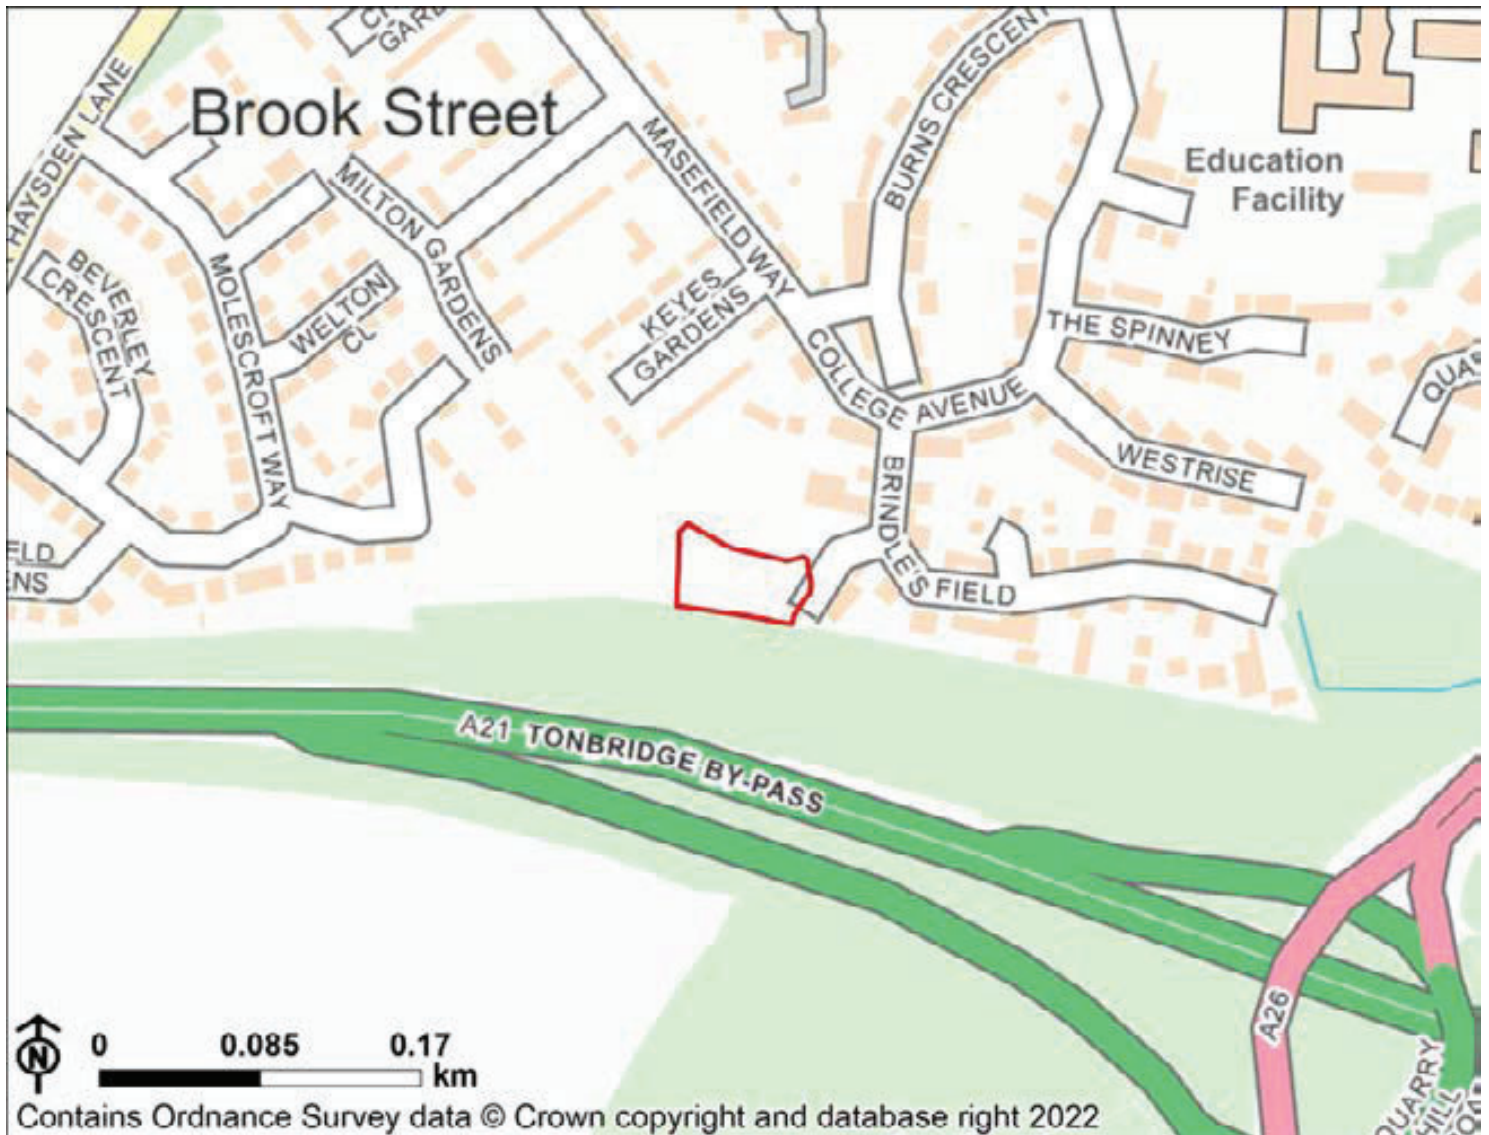 HAYSDEN LANE
GARD
Brook Street
MASEFIELD WAY
BURNS CRESCENT
Education
Facility
MILTON GARDENS
BEVERLEY
CRESCENT
MOLESCROFT WAY
WELTON
CL
KEYES
GARDENS
THE SPINNEY
COLLEGE AVENUE
WESTRISE
BRINDLE'S FIELD
A21 TONBRIDGE BY-PASS
A26
QUARRY
HILL
N
0 0.085 0.17
km
Contains Ordnance Survey data © Crown copyright and database right 2022